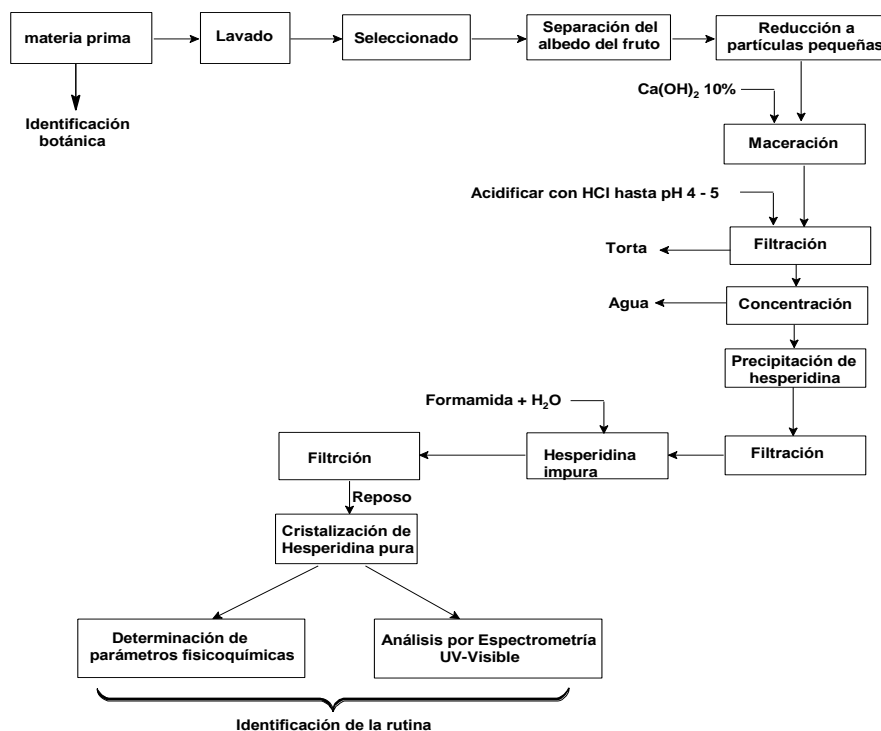 materia prima
Lavado
Seleccionado
Separación del
albedo del fruto
Reducción a
partículas pequeñas
Identificación
botánica
Ca(OH)₂ 10%
Maceración
Acidificar con HCl hasta pH 4 - 5
Filtración
Torta
Concentración
Agua
Precipitación de
hesperidina
Formamida + H₂O
Filtración
Hesperidina
impura
Filtrción
Reposo
Cristalización de
Hesperidina pura
Determinación de
parámetros fisicoquímicas
Análisis por Espectrometría
UV-Visible
Identificación de la rutina